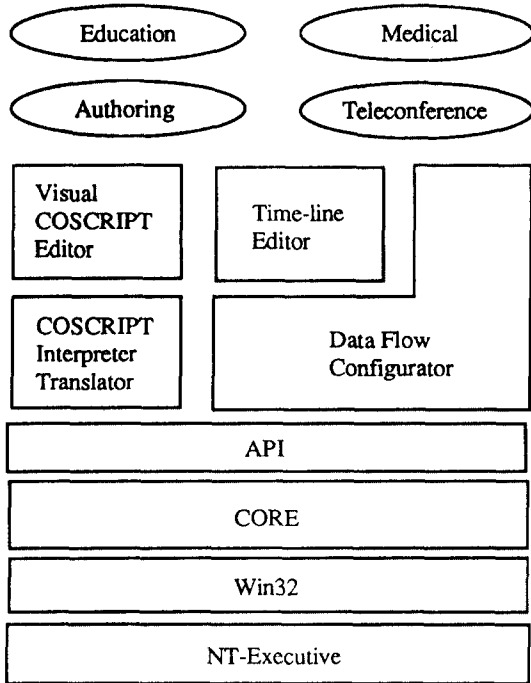 Education
Medical
Authoring
Teleconference
Visual
COSCRIPT
Editor
Time-line
Editor
COSCRIPT
Interpreter
Translator
Data Flow
Configurator
API
CORE
Win32
NT-Executive